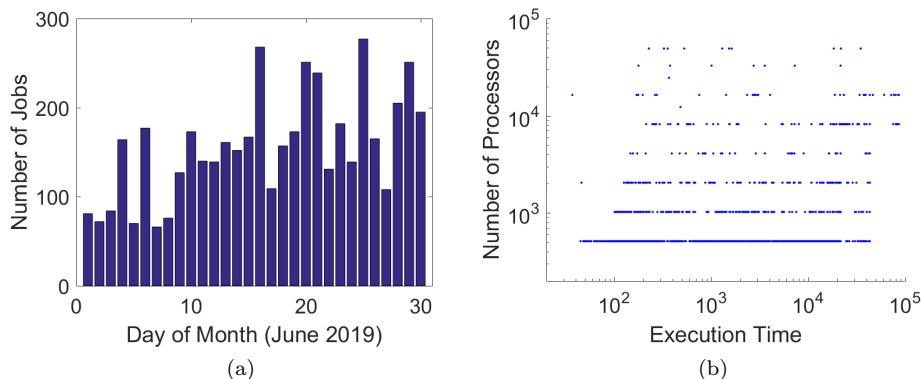 300
200
100
0
0
10
20
30
Number of Jobs
Day of Month (June 2019)
(a)
10^5
10^4
10^3
10^2
10^3
10^4
10^5
Number of Processors
Execution Time
(b)